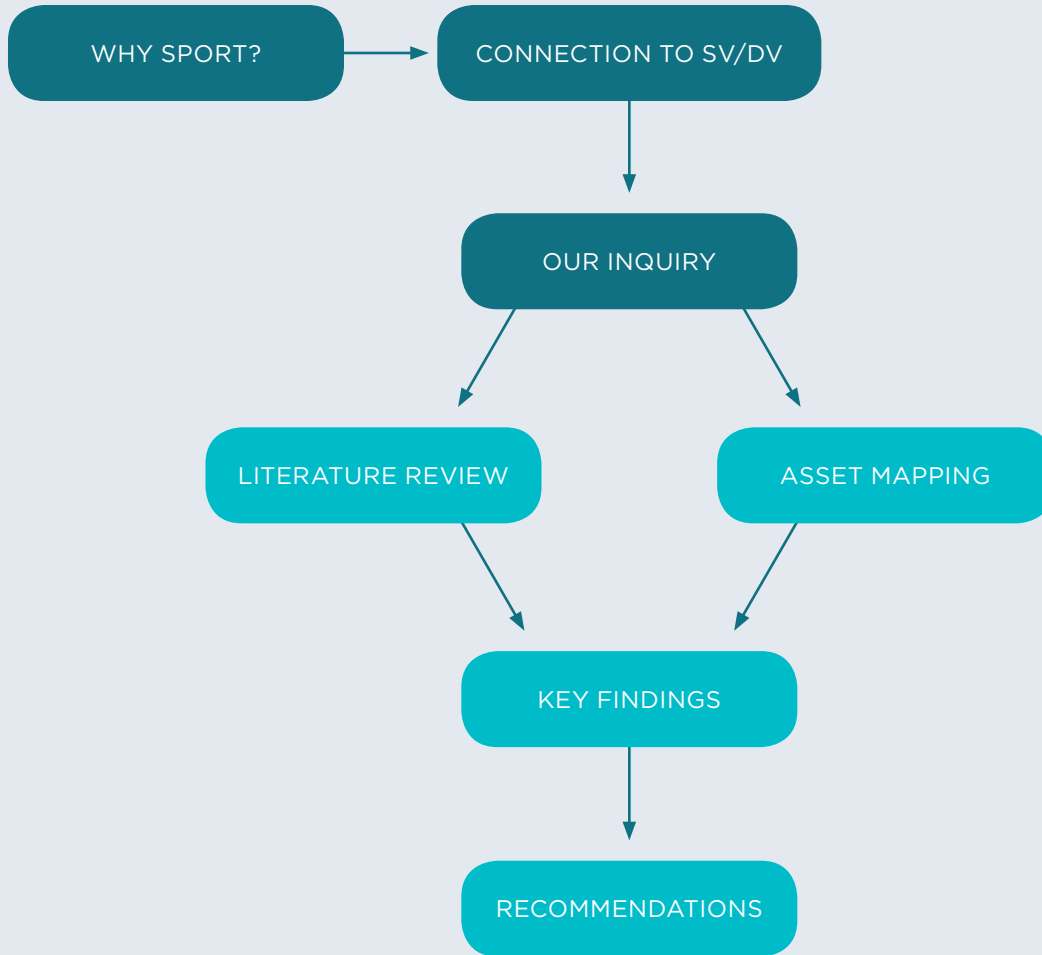 WHY SPORT?
CONNECTION TO SV/DV
OUR INQUIRY
LITERATURE REVIEW
ASSET MAPPING
KEY FINDINGS
RECOMMENDATIONS